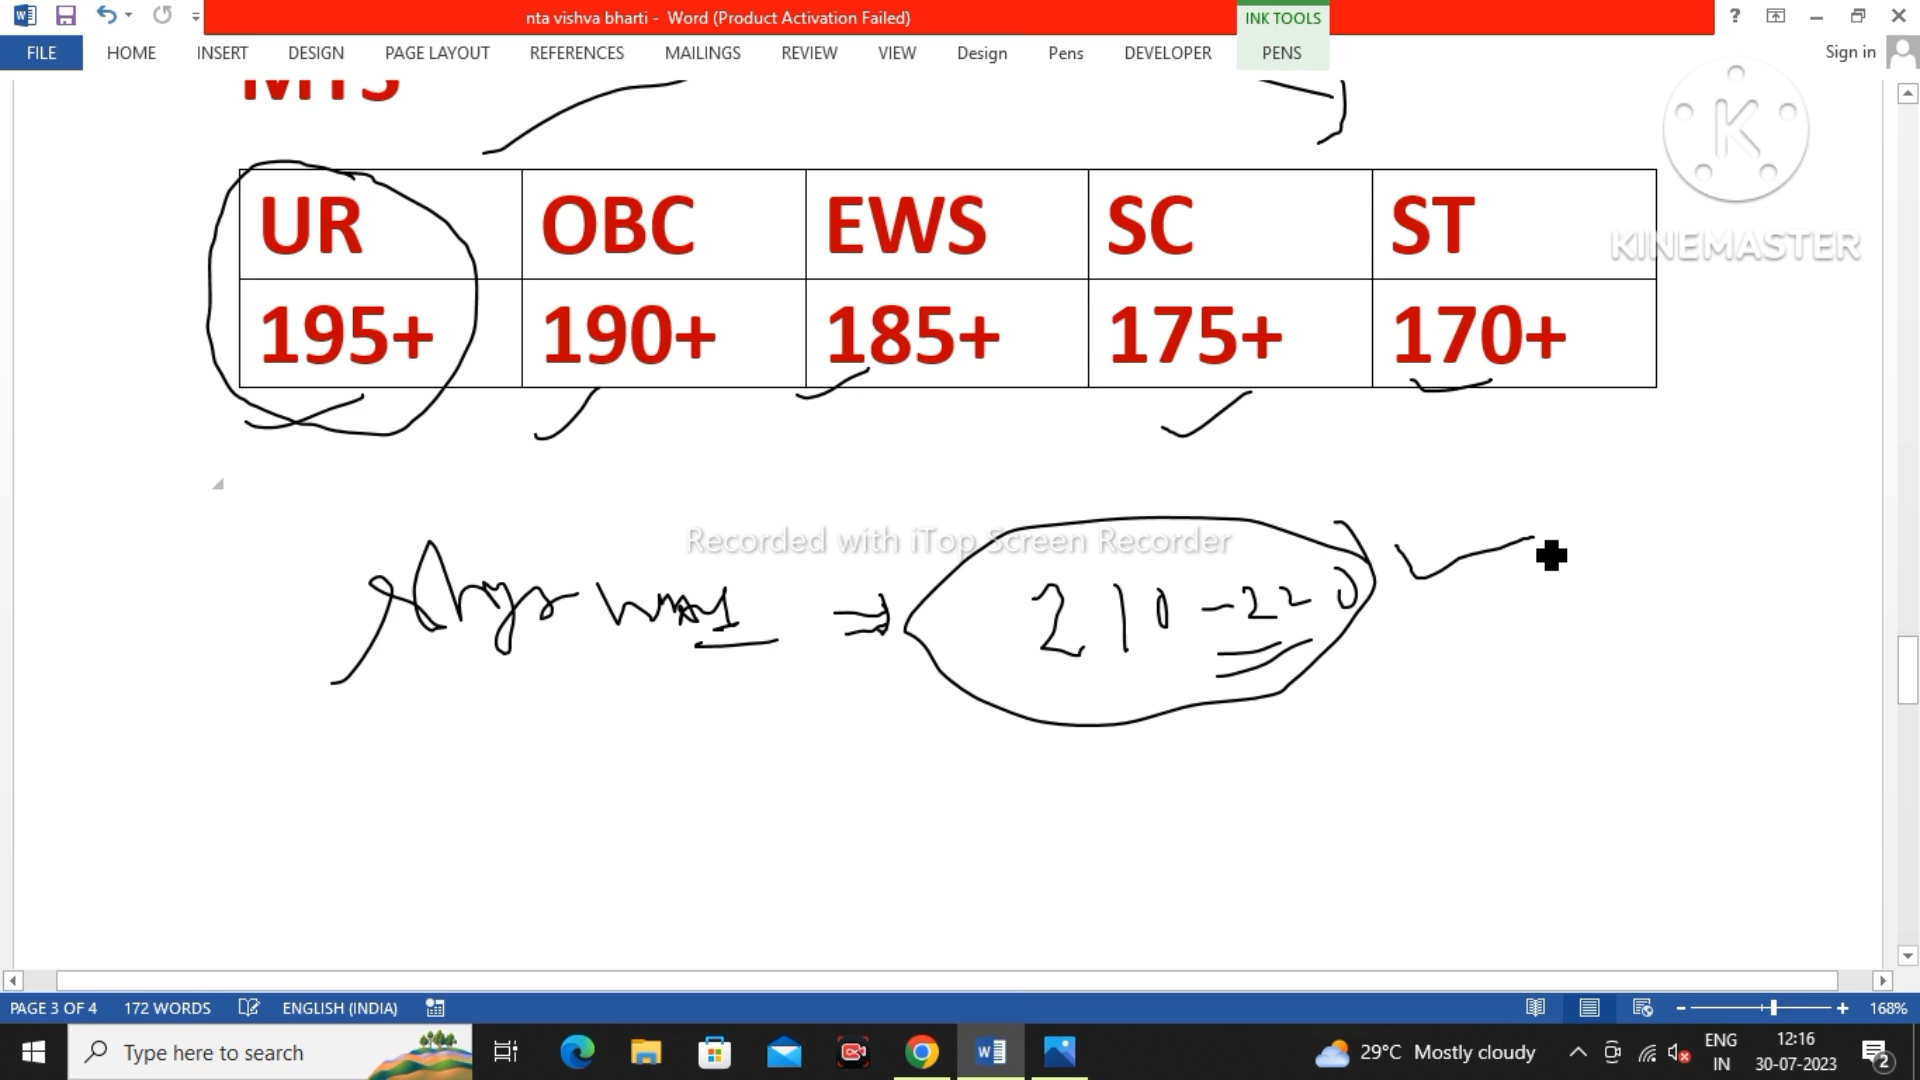 nta vishva bharti - Word (Product Activation Failed)
INK TOOLS
?
FILE HOME INSERT DESIGN PAGE LAYOUT REFERENCES MAILINGS REVIEW VIEW Design Pens DEVELOPER PENS Sign in
MTS
K
KINEMASTER
UR OBC EWS SC ST
195+ 190+ 185+ 175+ 170+
Recorded with iTop Screen Recorder
210-220
PAGE 3 OF 4 172 WORDS ENGLISH (INDIA) 168%
Type here to search
29°C Mostly cloudy
ENG
IN
12:16
30-07-2023
2